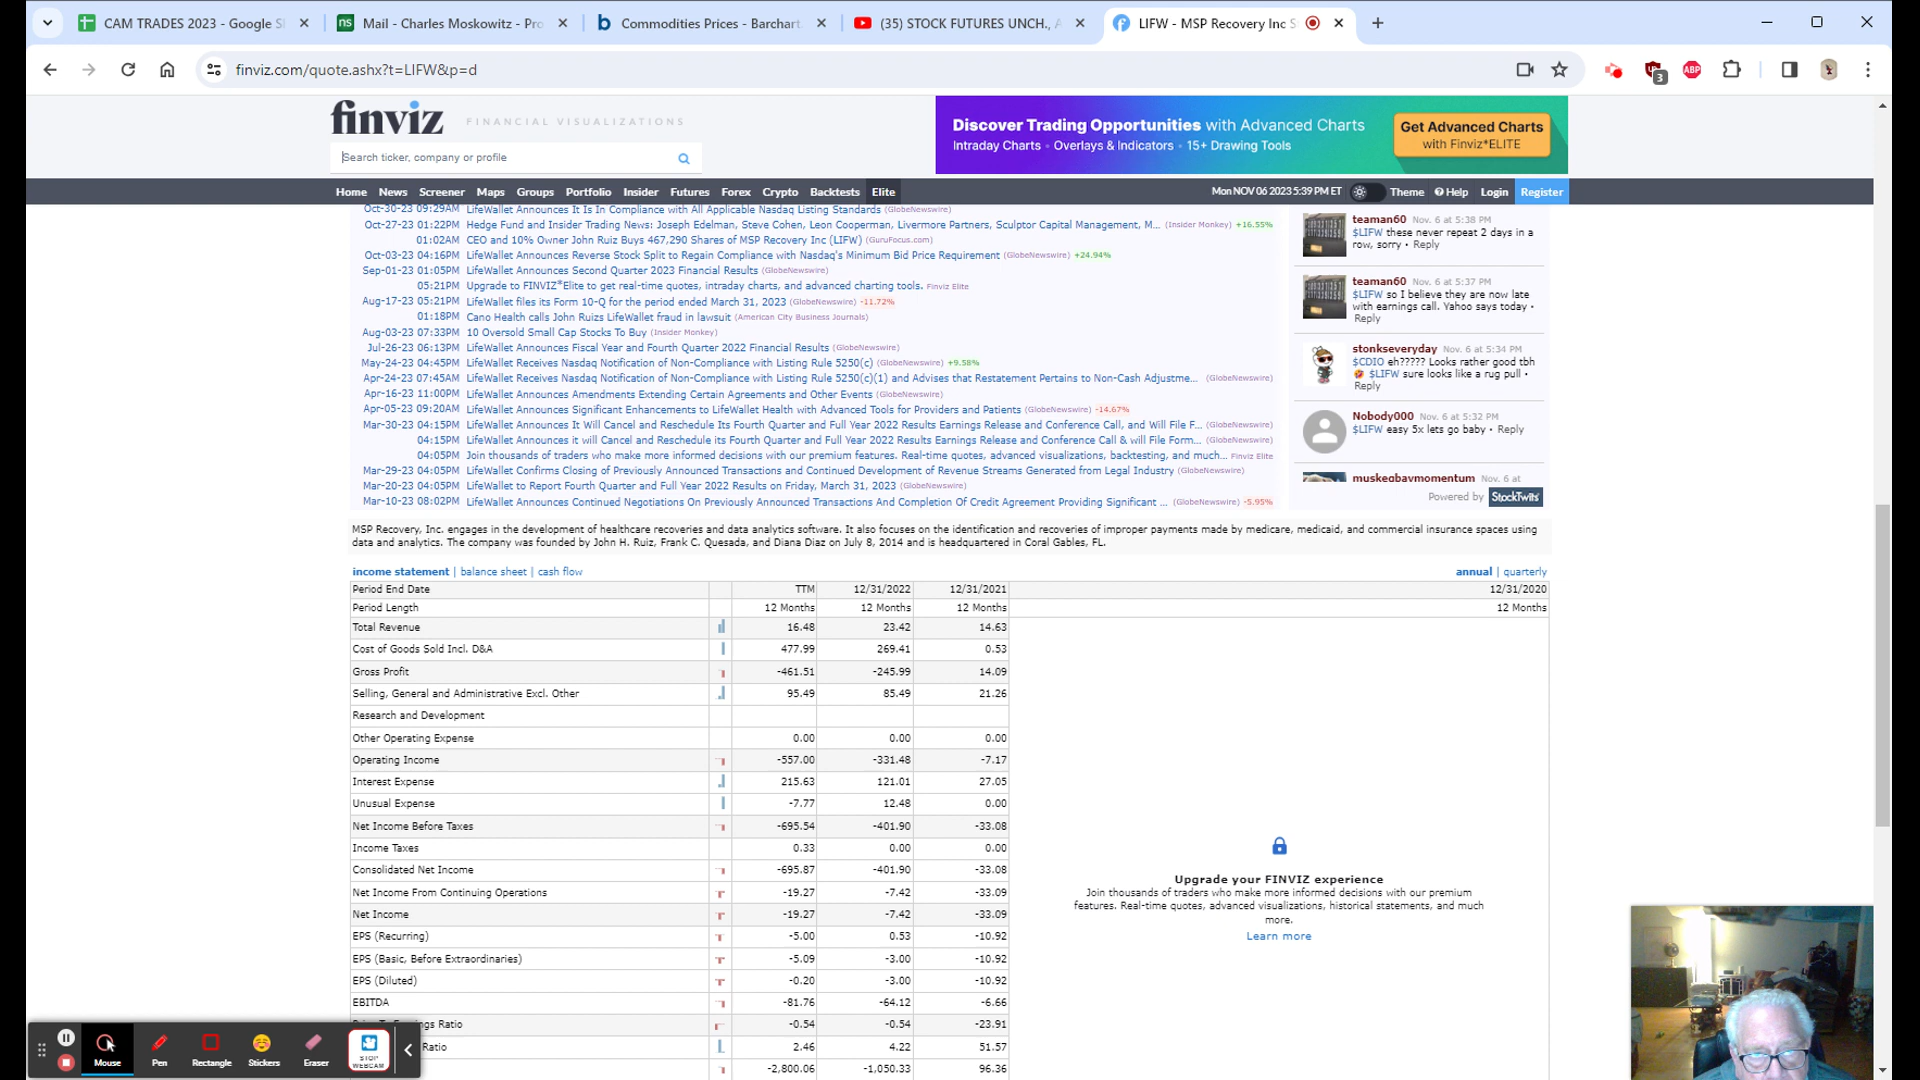 CAM TRADES 2023 - Google S
Mail - Charles Moskowitz - Pro
Commodities Prices - Barchart.
(35) STOCK FUTURES UNCH., A
LIFW - MSP Recovery Inc S
finviz.com/quote.ashx?t=LIFW&p=d
3
ABP
finviz FINANCIAL VISUALIZATIONS
Search ticker, company or profile
Discover Trading Opportunities with Advanced Charts
Intraday Charts • Overlays & Indicators • 15+ Drawing Tools
Get Advanced Charts
with Finviz*ELITE
Home News Screener Maps Groups Portfolio Insider Futures Forex Crypto Backtests Elite
Mon NOV 06 2023 5:39 PM ET Theme Help Login Register
Oct-30-23 09:29AM LifeWallet Announces It Is In Compliance with All Applicable Nasdaq Listing Standards (GlobeNewswire)
Oct-27-23 01:22PM Hedge Fund and Insider Trading News: Joseph Edelman, Steve Cohen, Leon Cooperman, Livermore Partners, Sculptor Capital Management, M... (Insider Monkey) +16.55%
01:02AM CEO and 10% Owner John Ruiz Buys 467,290 Shares of MSP Recovery Inc (LIFW) (GuruFocus.com)
Oct-03-23 04:16PM LifeWallet Announces Reverse Stock Split to Regain Compliance with Nasdaq's Minimum Bid Price Requirement (GlobeNewswire) +24.94%
Sep-01-23 01:05PM LifeWallet Announces Second Quarter 2023 Financial Results (GlobeNewswire)
05:21PM Upgrade to FINVIZ*Elite to get real-time quotes, intraday charts, and advanced charting tools. Finviz Elite
Aug-17-23 05:21PM LifeWallet files its Form 10-Q for the period ended March 31, 2023 (GlobeNewswire) -11.72%
01:18PM Cano Health calls John Ruizs LifeWallet fraud in lawsuit (American City Business Journals)
Aug-03-23 07:33PM 10 Oversold Small Cap Stocks To Buy (Insider Monkey)
Jul-26-23 06:13PM LifeWallet Announces Fiscal Year and Fourth Quarter 2022 Financial Results (GlobeNewswire)
May-24-23 04:45PM LifeWallet Receives Nasdaq Notification of Non-Compliance with Listing Rule 5250(c) (GlobeNewswire) +9.58%
Apr-24-23 07:45AM LifeWallet Receives Nasdaq Notification of Non-Compliance with Listing Rule 5250(c)(1) and Advises that Restatement Pertains to Non-Cash Adjustme... (GlobeNewswire)
Apr-16-23 11:00PM LifeWallet Announces Amendments Extending Certain Agreements and Other Events (GlobeNewswire)
Apr-05-23 09:20AM LifeWallet Announces Significant Enhancements to LifeWallet Health with Advanced Tools for Providers and Patients (GlobeNewswire) -14.67%
Mar-30-23 04:15PM LifeWallet Announces It Will Cancel and Reschedule Its Fourth Quarter and Full Year 2022 Results Earnings Release and Conference Call, and Will File F... (GlobeNewswire)
04:15PM LifeWallet Announces it will Cancel and Reschedule its Fourth Quarter and Full Year 2022 Results Earnings Release and Conference Call & will File Form... (GlobeNewswire)
04:05PM Join thousands of traders who make more informed decisions with our premium features. Real-time quotes, advanced visualizations, backtesting, and much... Finviz Elite
Mar-29-23 04:05PM LifeWallet Confirms Closing of Previously Announced Transactions and Continued Development of Revenue Streams Generated from Legal Industry (GlobeNewswire)
Mar-20-23 04:05PM LifeWallet to Report Fourth Quarter and Full Year 2022 Results on Friday, March 31, 2023 (GlobeNewswire)
Mar-10-23 08:02PM LifeWallet Announces Continued Negotiations On Previously Announced Transactions And Completion Of Credit Agreement Providing Significant ... (GlobeNewswire) -5.95%
teaman60 Nov. 6 at 5:38 PM
$LIFW these never repeat 2 days in a
row, sorry • Reply
teaman60 Nov. 6 at 5:37 PM
$LIFW so I believe they are now late
with earnings call. Yahoo says today •
Reply
stonkseveryday Nov. 6 at 5:34 PM
$CDIO eh????? Looks rather good tbh
$LIFW sure looks like a rug pull •
Reply
Nobody000 Nov. 6 at 5:32 PM
$LIFW easy 5x lets go baby • Reply
muskegbaymomentum Nov. 6 at
Powered by StockTwits
MSP Recovery, Inc. engages in the development of healthcare recoveries and data analytics software. It also focuses on the identification and recoveries of improper payments made by medicare, medicaid, and commercial insurance spaces using
data and analytics. The company was founded by John H. Ruiz, Frank C. Quesada, and Diana Diaz on July 8, 2014 and is headquartered in Coral Gables, FL.
income statement | balance sheet | cash flow
annual | quarterly
Period End Date TTM 12/31/2022 12/31/2021 12/31/2020
Period Length 12 Months 12 Months 12 Months 12 Months
Total Revenue 16.48 23.42 14.63
Cost of Goods Sold Incl. D&A 477.99 269.41 0.53
Gross Profit -461.51 -245.99 14.09
Selling, General and Administrative Excl. Other 95.49 85.49 21.26
Research and Development
Other Operating Expense 0.00 0.00 0.00
Operating Income -557.00 -331.48 -7.17
Interest Expense 215.63 121.01 27.05
Unusual Expense -7.77 12.48 0.00
Net Income Before Taxes -695.54 -401.90 -33.08
Income Taxes 0.33 0.00 0.00
Consolidated Net Income -695.87 -401.90 -33.08
Net Income From Continuing Operations -19.27 -7.42 -33.09
Net Income -19.27 -7.42 -33.09
EPS (Recurring) -5.00 0.53 -10.92
EPS (Basic, Before Extraordinaries) -5.09 -3.00 -10.92
EPS (Diluted) -0.20 -3.00 -10.92
EBITDA -81.76 -64.12 -6.66
Ratio -0.54 -0.54 -23.91
Ratio 2.46 4.22 51.57
-2,800.06 -1,050.33 96.36
Upgrade your FINVIZ experience
Join thousands of traders who make more informed decisions with our premium
features. Real-time quotes, advanced visualizations, historical statements, and much
more.
Learn more
Mouse Pen Rectangle Stickers Eraser STOP WEBCAM